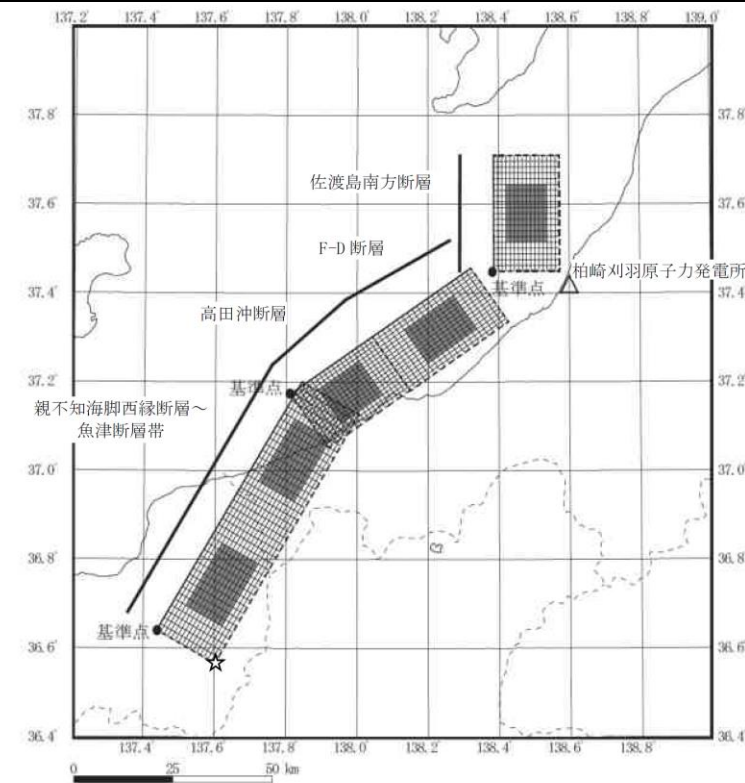 137.2° 137.4° 137.6° 137.8° 138.0° 138.2° 138.4° 138.6° 138.8° 139.0°
37.8° 37.8°
佐渡島南方断層
37.6° 37.6°
F-D 断層
柏崎刈羽原子力発電所
37.4° 基準点 37.4°
高田沖断層
37.2° 37.2°
基準点
親不知海脚西縁断層～
魚津断層帯
37.0° 37.0°
36.8° 36.8°
基準点
36.6° 36.6°
36.4° 36.4°
137.4° 137.6° 137.8° 138.0° 138.2° 138.4° 138.6° 138.8°
0 25 50 km